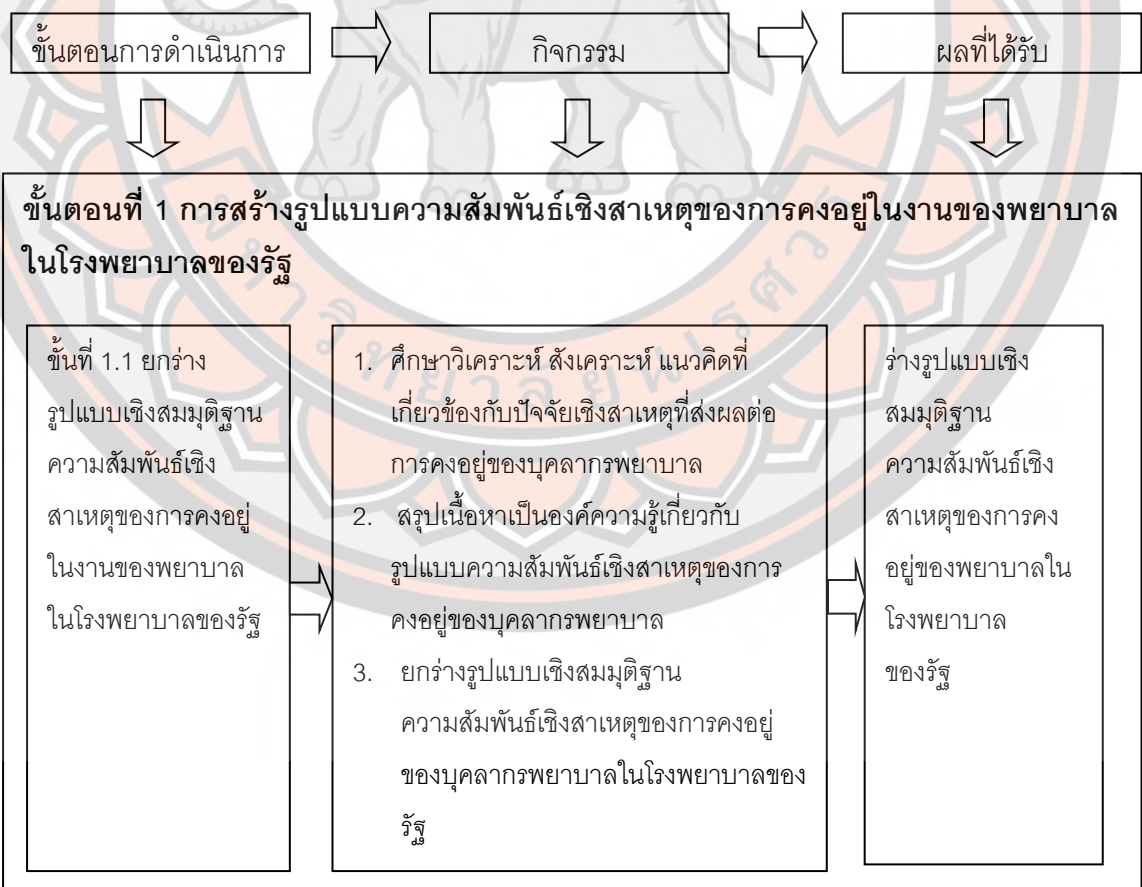 ขั้นตอนการดำเนินการ
กิจกรรม
ผลที่ได้รับ
ขั้นตอนที่ 1 การสร้างรูปแบบความสัมพันธ์เชิงสาเหตุของการคงอยู่ในงานของพยาบาล
ในโรงพยาบาลของรัฐ
ขั้นที่ 1.1 ยกร่าง
รูปแบบเชิงสมมุติฐาน
ความสัมพันธ์เชิง
สาเหตุของการคงอยู่
ในงานของพยาบาล
ในโรงพยาบาลของรัฐ
1. ศึกษาวิเคราะห์ สังเคราะห์ แนวคิดที่
เกี่ยวข้องกับปัจจัยเชิงสาเหตุที่ส่งผลต่อ
การคงอยู่ของบุคลากรพยาบาล
2. สรุปเนื้อหาเป็นองค์ความรู้เกี่ยวกับ
รูปแบบความสัมพันธ์เชิงสาเหตุของการ
คงอยู่ของบุคลากรพยาบาล
3. ยกร่างรูปแบบเชิงสมมุติฐาน
ความสัมพันธ์เชิงสาเหตุของการคงอยู่
ของบุคลากรพยาบาลในโรงพยาบาลของ
รัฐ
ร่างรูปแบบเชิง
สมมุติฐาน
ความสัมพันธ์เชิง
สาเหตุของการคง
อยู่ของพยาบาลใน
โรงพยาบาล
ของรัฐ
มหาวิทยาลัยนเรศวร